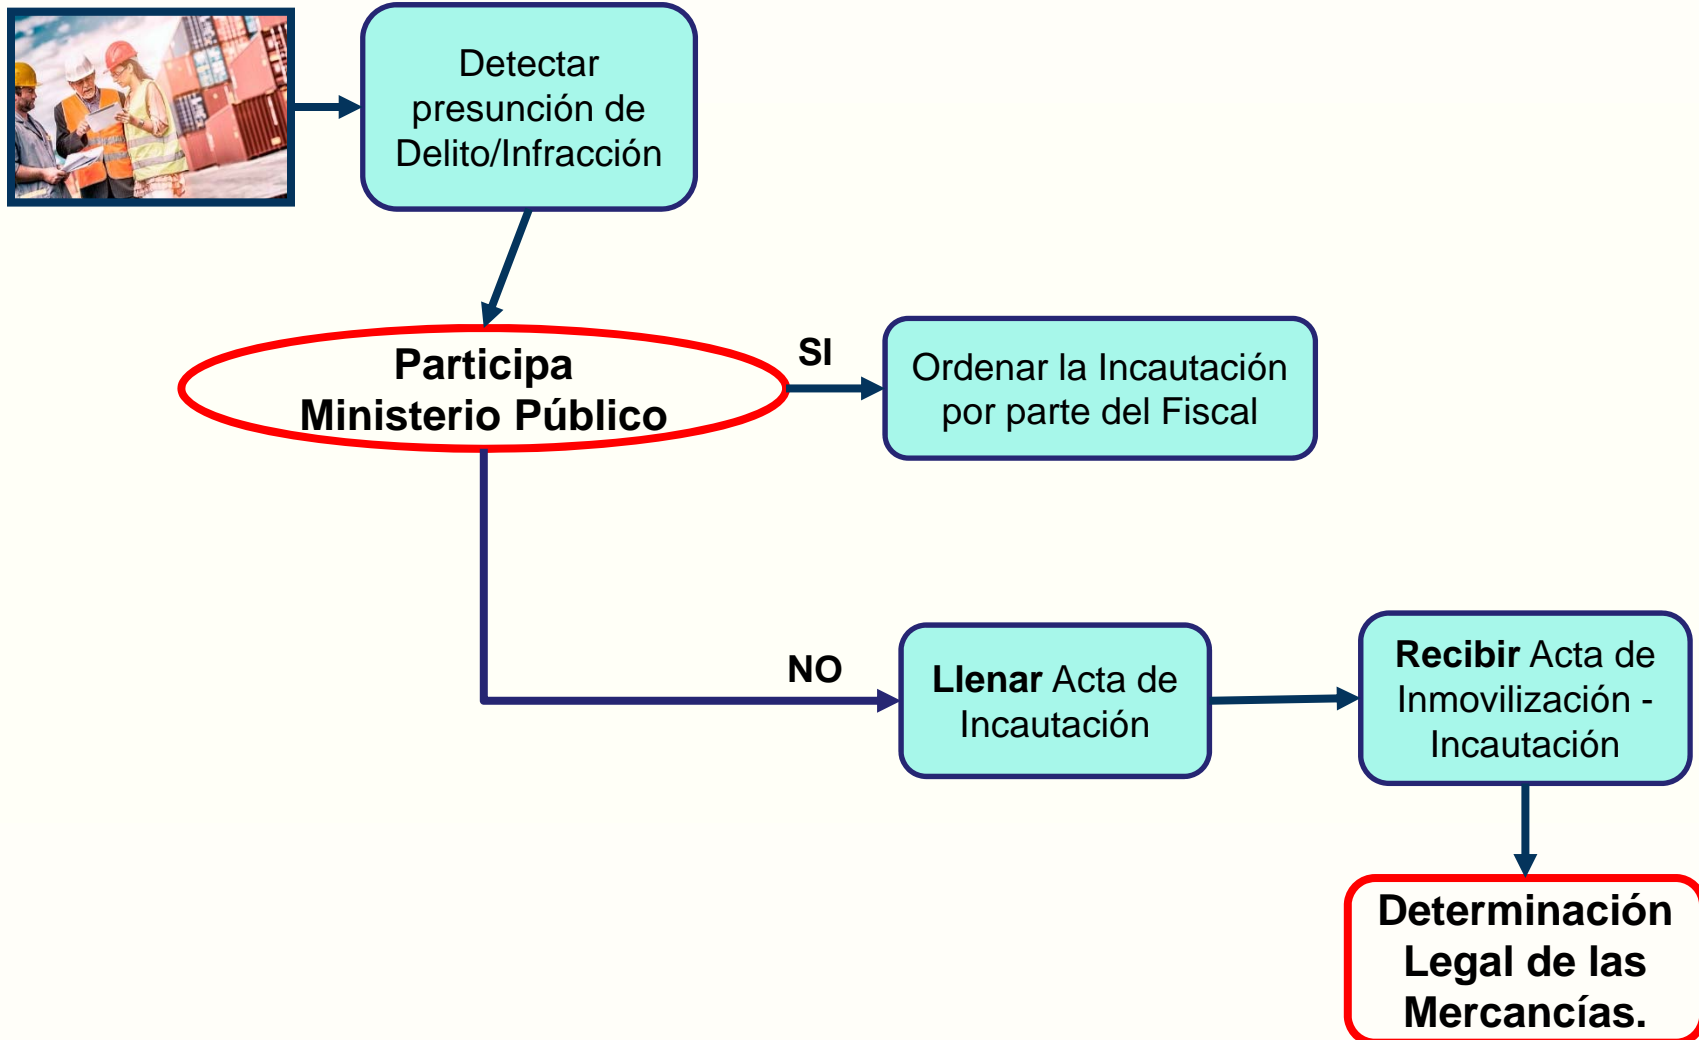 Detectar
presunción de
Delito/Infracción
Participa
Ministerio Público
SI
Ordenar la Incautación
por parte del Fiscal
NO
Llenar Acta de
Incautación
Recibir Acta de
Inmovilización -
Incautación
Determinación
Legal de las
Mercancías.